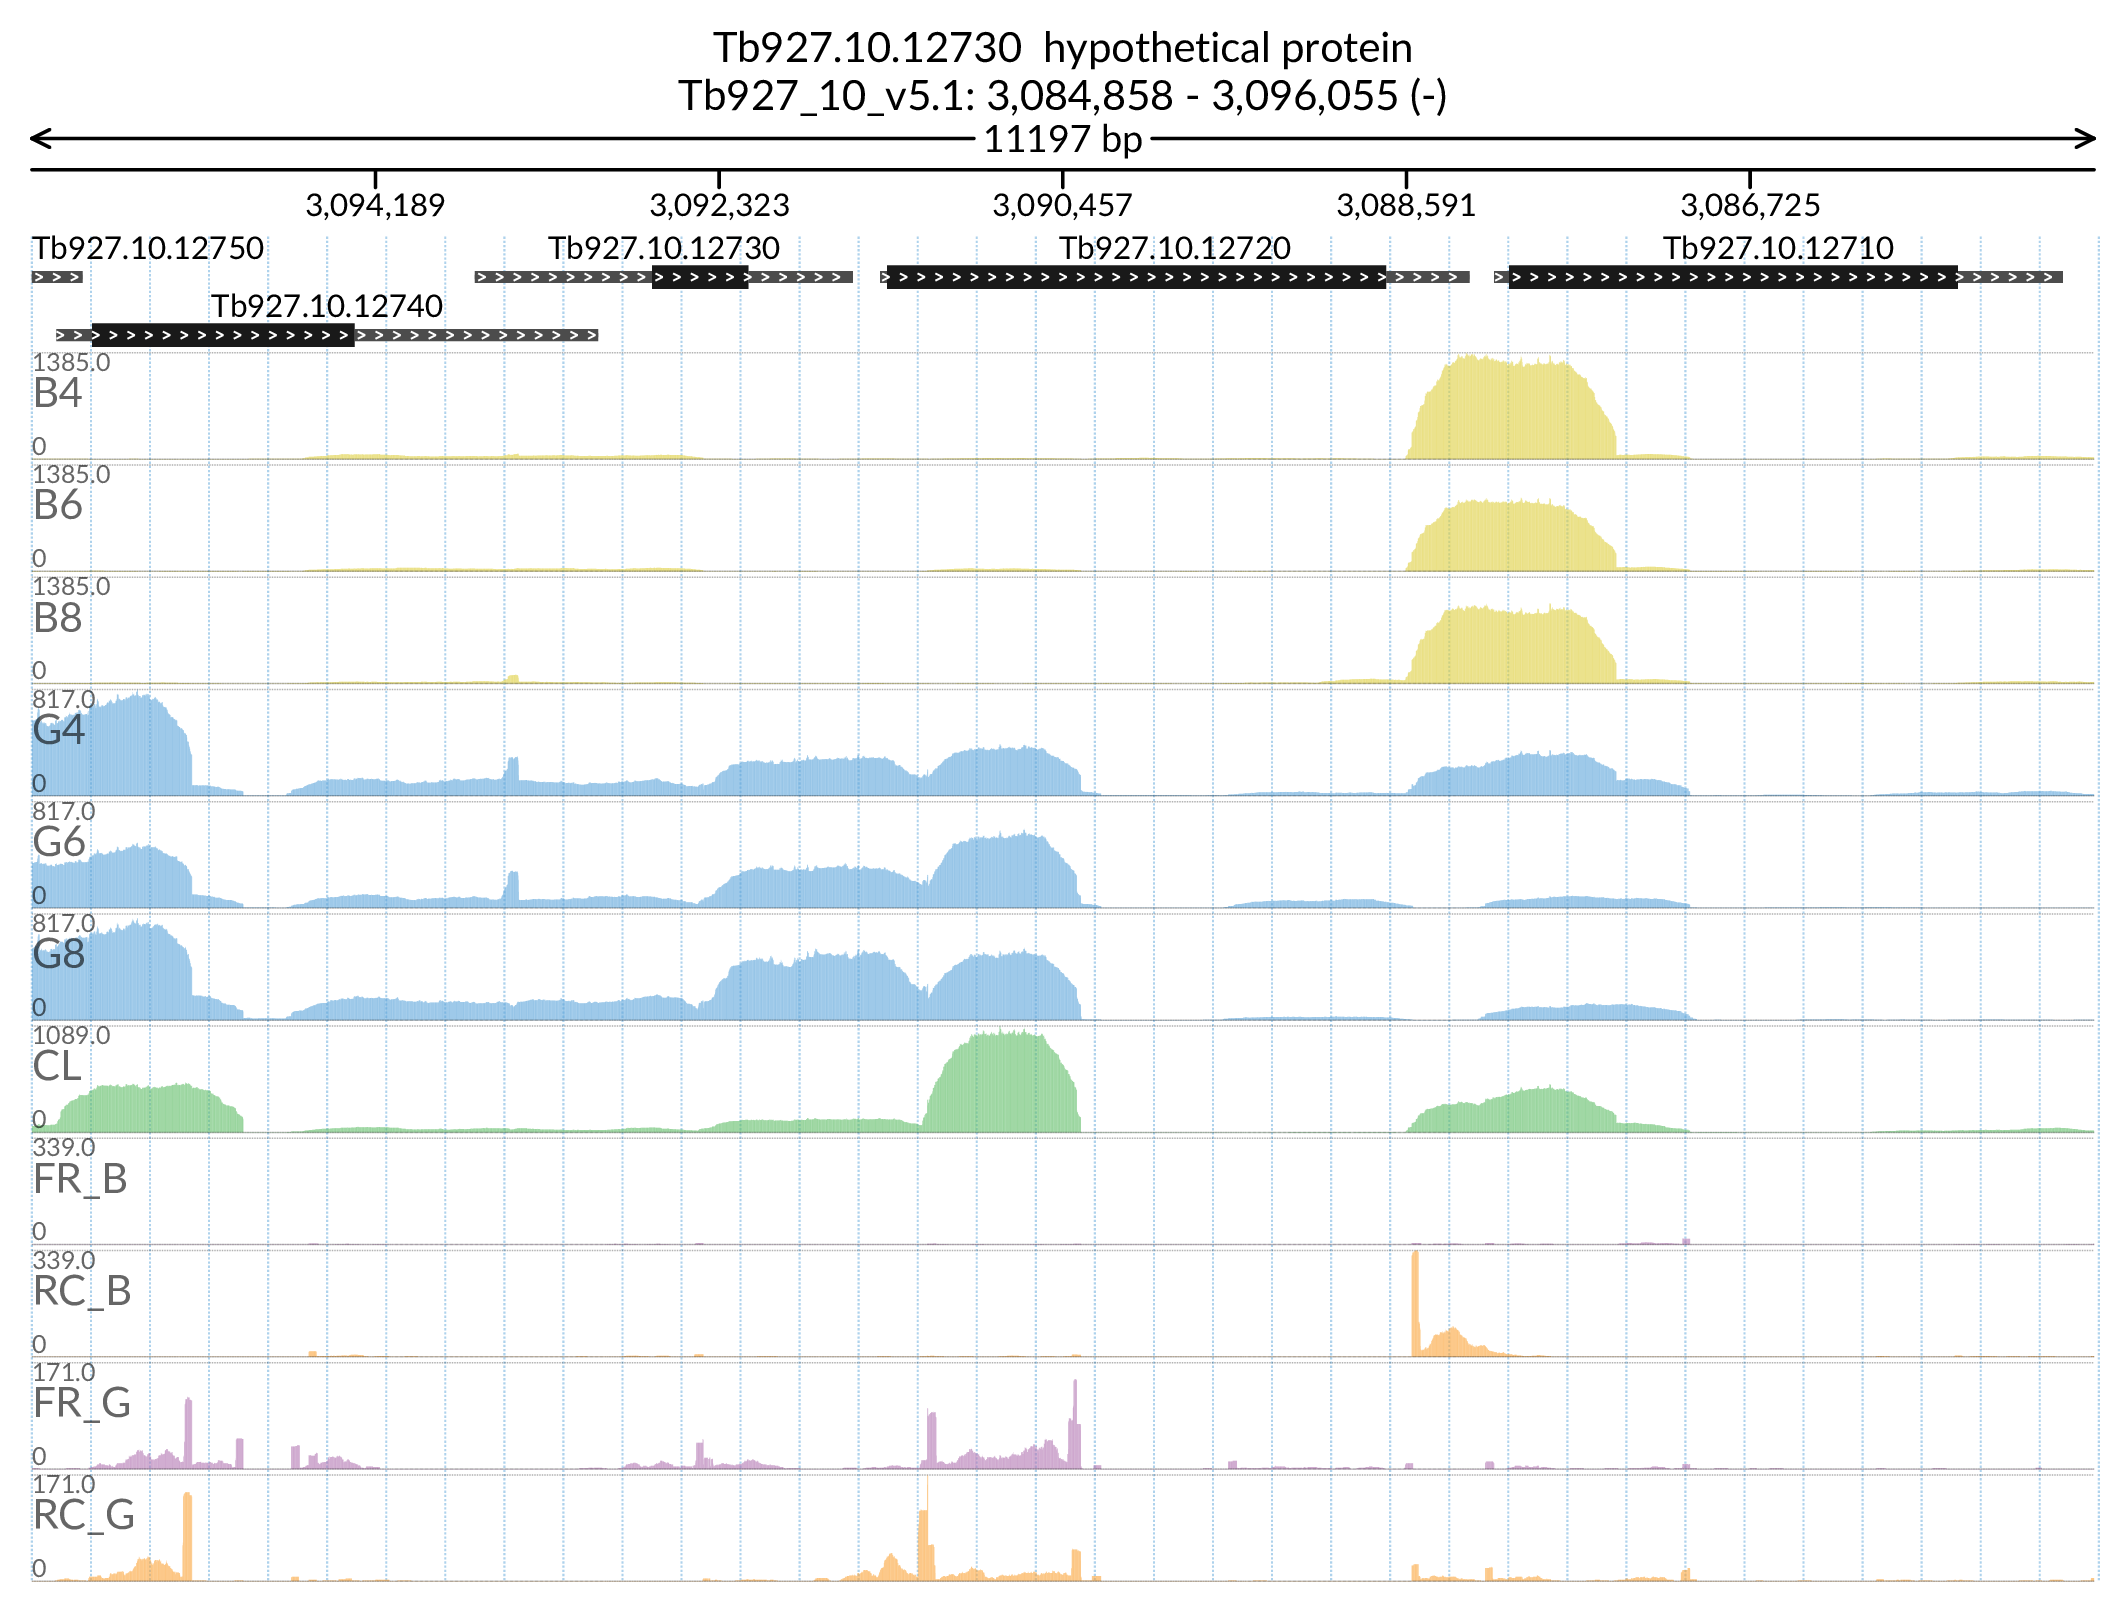 Tb927.10.12730 hypothetical protein
Tb927_10_v5.1: 3,084,858 - 3,096,055 (-)
11197 bp
3,094,189 3,092,323 3,090,457 3,088,591 3,086,725
Tb927.10.12750 Tb927.10.12730 Tb927.10.12720 Tb927.10.12710
Tb927.10.12740
1385.0
B4
0
1385.0
B6
0
1385.0
B8
0
817.0
G4
0
817.0
G6
0
817.0
G8
0
1089.0
CL
0
339.0
FR_B
0
339.0
RC_B
0
171.0
FR_G
0
171.0
RC_G
0